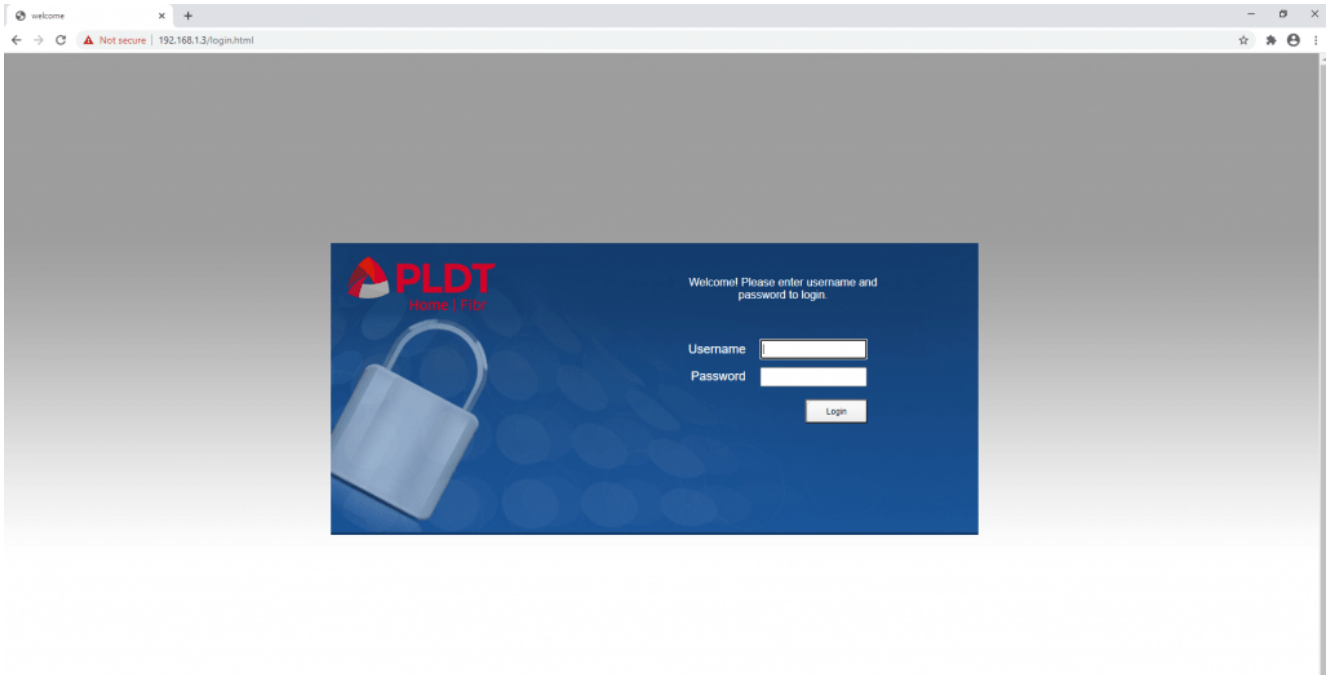 welcome
Not secure | 192.168.1.3/login.html
PLDT
Home | Fibr
Welcome! Please enter username and
password to login.
Username
Password
Login